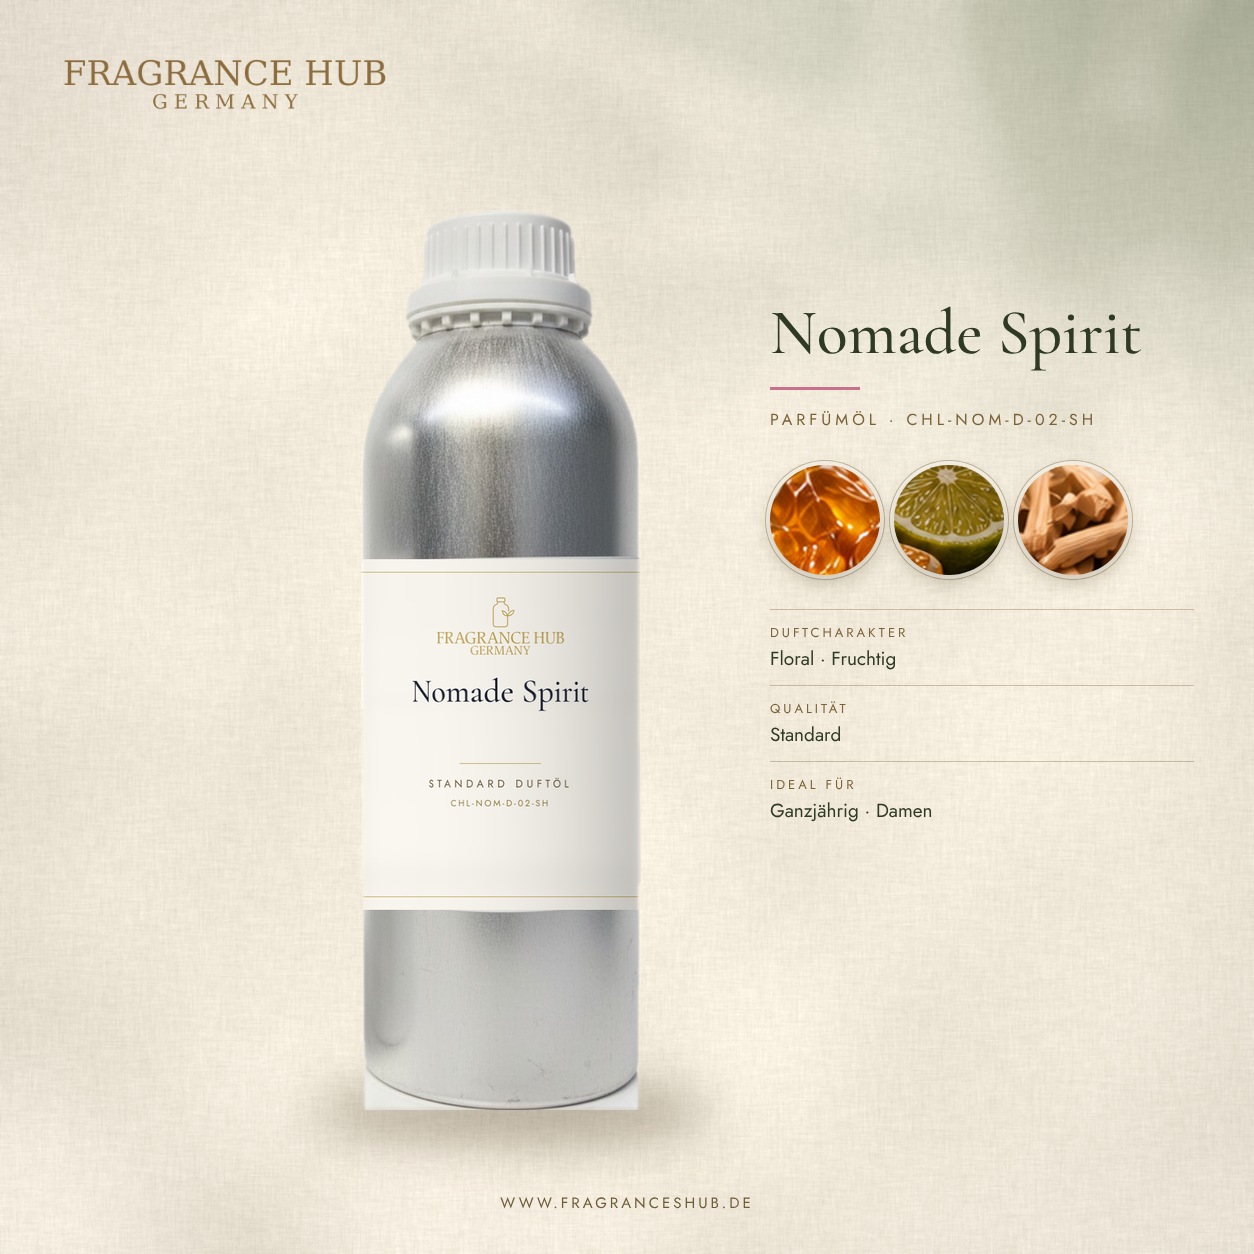 FRAGRANCE HUB
GERMANY
Nomade Spirit
PARFÜMÖL · CHL-NOM-D-02-SH
DUFTCHARAKTER
Floral · Fruchtig
QUALITÄT
Standard
IDEAL FÜR
Ganzjährig · Damen
FRAGRANCE HUB
GERMANY
Nomade Spirit
STANDARD DUFTÖL
CHL-NOM-D-02-SH
WWW.FRAGRANCESHUB.DE